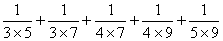 1/(3×5) + 1/(3×7) + 1/(4×7) + 1/(4×9) + 1/(5×9)